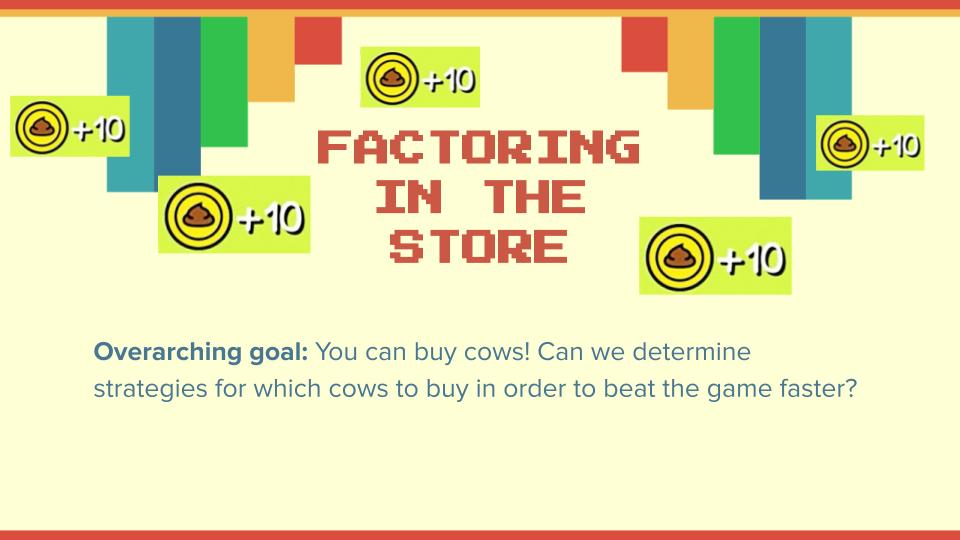 +10
+10
+10
FACTORING
IN THE
STORE
+10
+10
Overarching goal: You can buy cows! Can we determine
strategies for which cows to buy in order to beat the game faster?